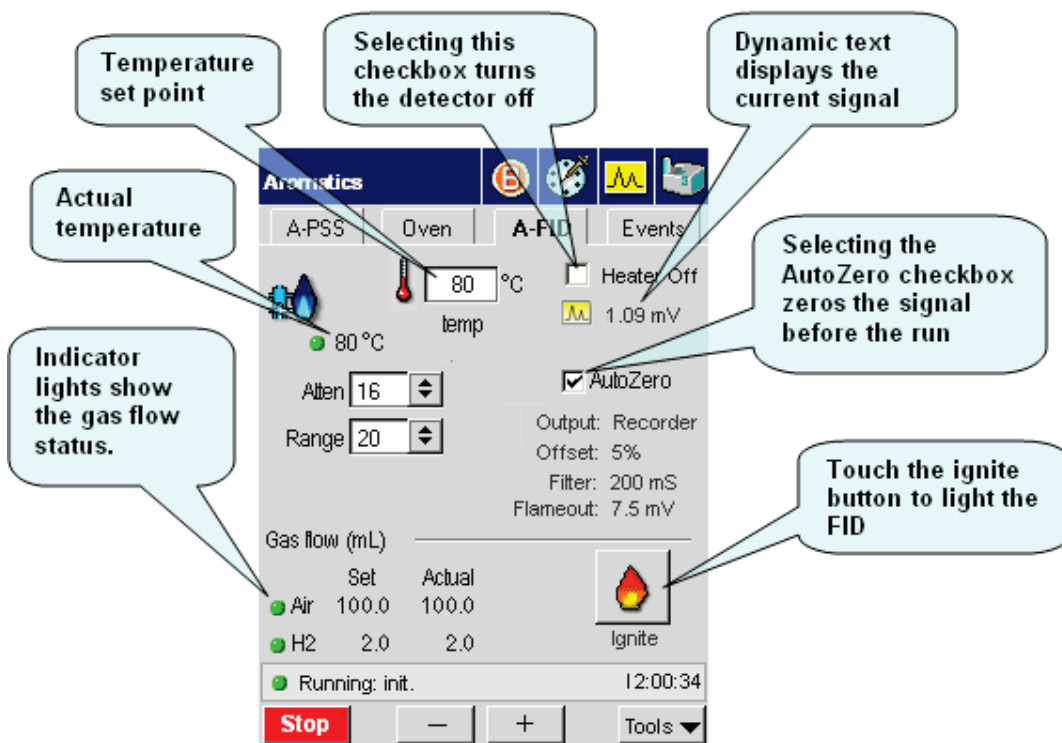 Temperature
set point
Selecting this
checkbox turns
the detector off
Dynamic text
displays the
current signal
Actual
temperature
Selecting the
AutoZero checkbox
zeros the signal
before the run
Indicator
lights show
the gas flow
status.
Touch the ignite
button to light the
FID
Aromatics
A-PSS Oven A-FID Events
80 °C Heater Off
temp 1.09 mV
80 °C
Atten 16 AutoZero
Range 20 Output: Recorder
Offset: 5%
Filter: 200 mS
Flameout: 7.5 mV
Gas flow (mL)
Set Actual
Air 100.0 100.0
H2 2.0 2.0
Ignite
Running: init. 12:00:34
Stop − + Tools